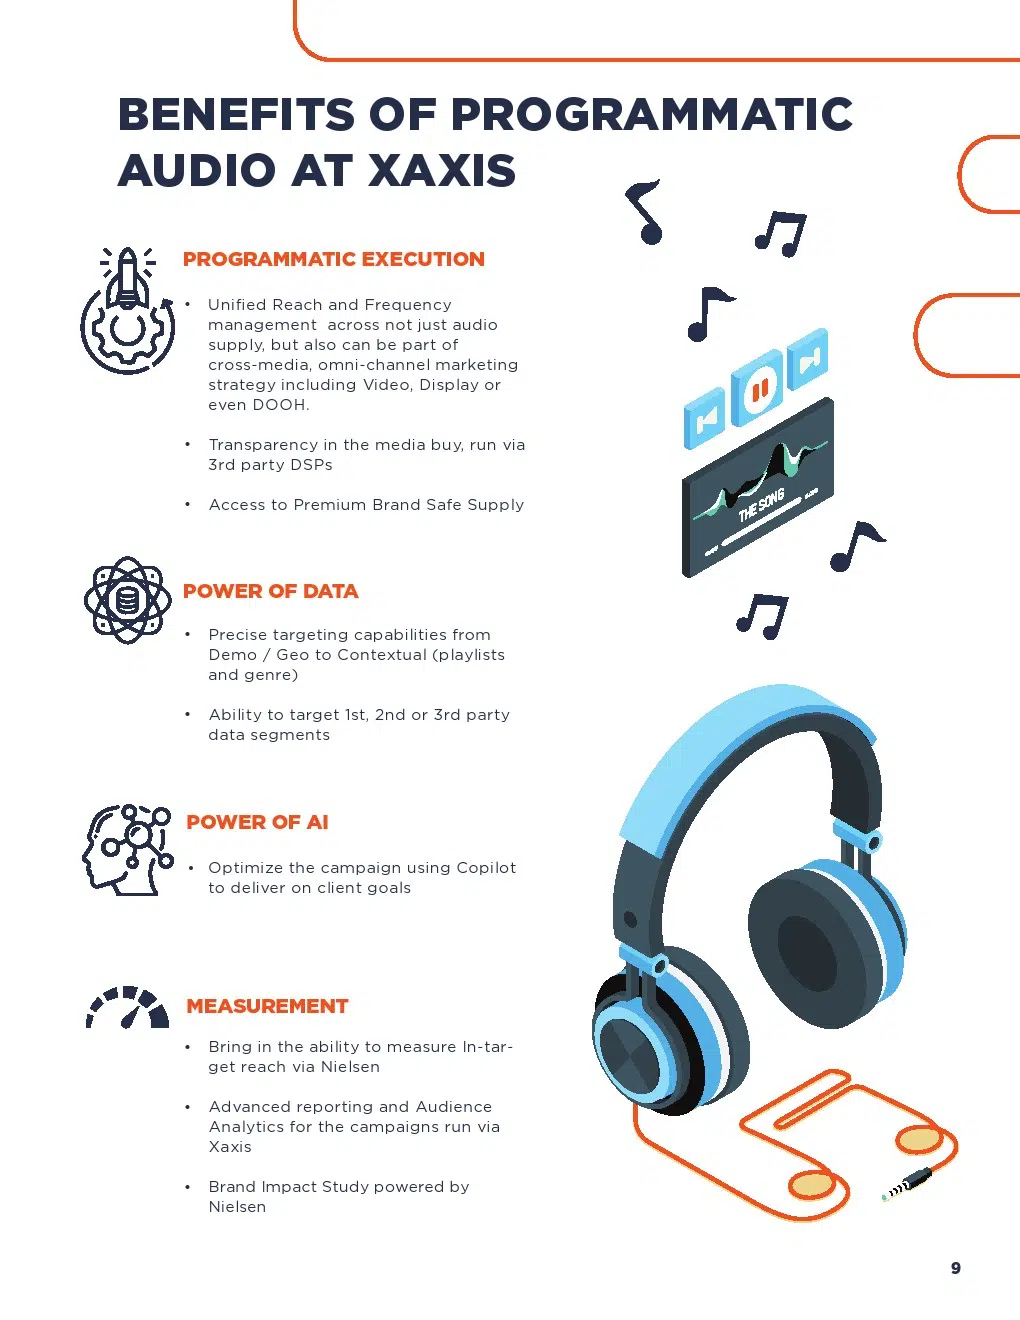 BENEFITS OF PROGRAMMATIC
AUDIO AT XAXIS
PROGRAMMATIC EXECUTION
• Unified Reach and Frequency
management across not just audio
supply, but also can be part of
cross-media, omni-channel marketing
strategy including Video, Display or
even DOOH.
• Transparency in the media buy, run via
3rd party DSPs
• Access to Premium Brand Safe Supply
THE SONG
POWER OF DATA
• Precise targeting capabilities from
Demo / Geo to Contextual (playlists
and genre)
• Ability to target 1st, 2nd or 3rd party
data segments
POWER OF AI
• Optimize the campaign using Copilot
to deliver on client goals
MEASUREMENT
• Bring in the ability to measure In-tar-
get reach via Nielsen
• Advanced reporting and Audience
Analytics for the campaigns run via
Xaxis
• Brand Impact Study powered by
Nielsen
9